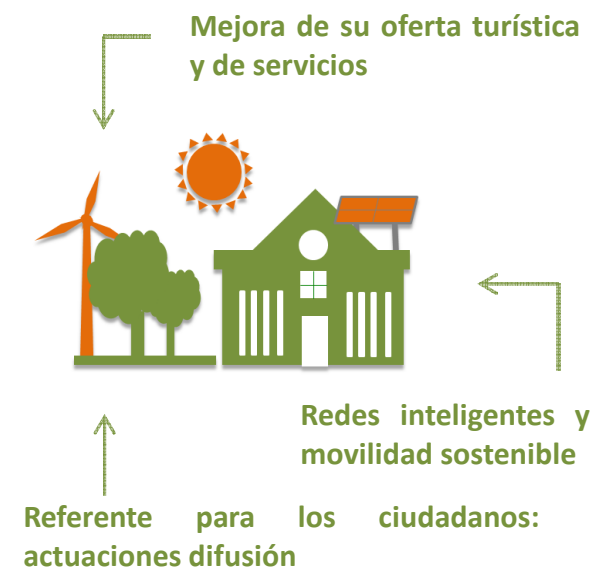 Mejora de su oferta turística
y de servicios
Redes inteligentes y
movilidad sostenible
Referente para los ciudadanos:
actuaciones difusión